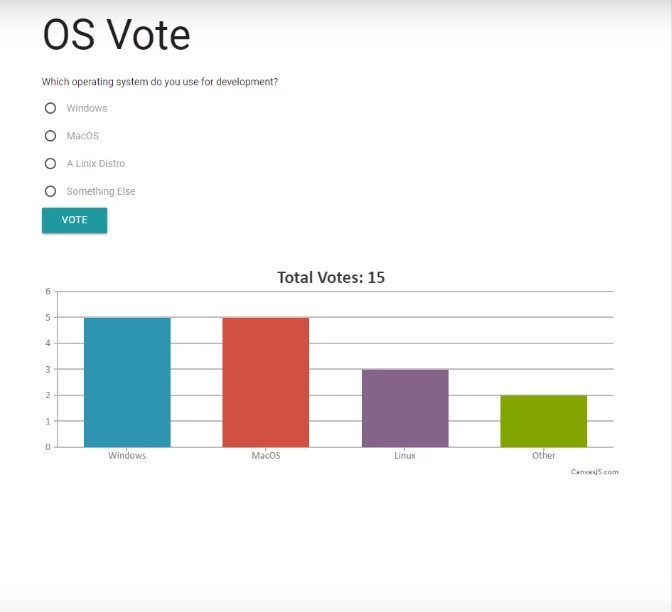 OS Vote
Which operating system do you use for development?
Windows
MacOS
A Linix Distro
Something Else
VOTE
Total Votes: 15
6
5
4
3
2
1
0
Windows MacOS Linux Other
CanvasJS.com